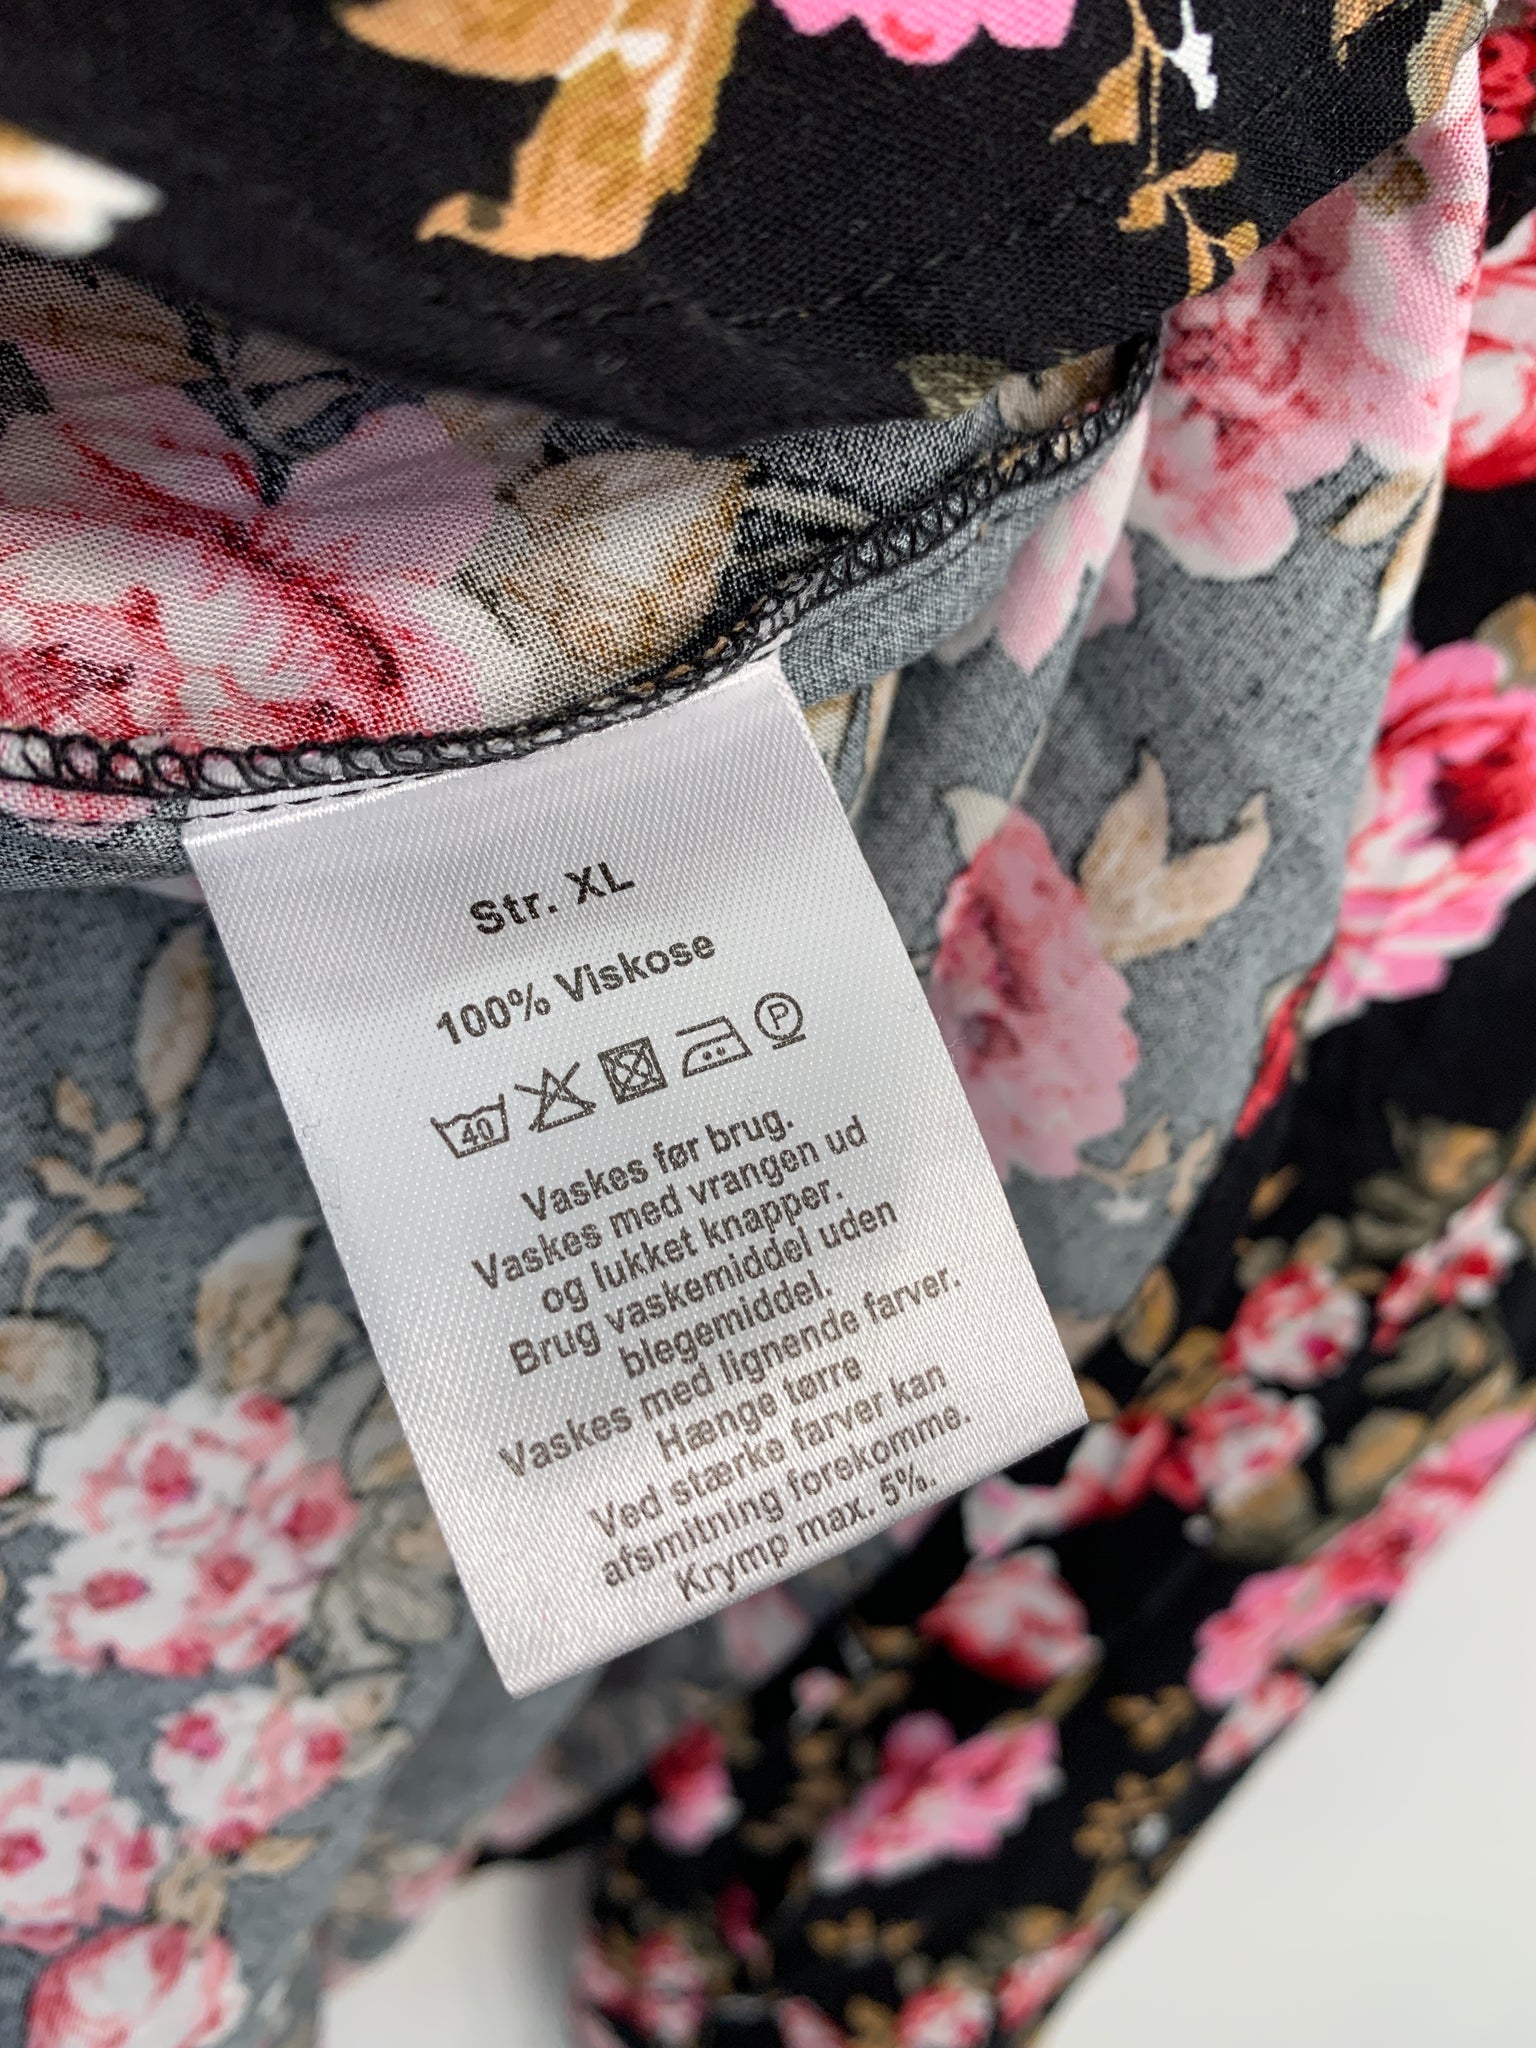 Str. XL
100% Viskose
40 P
Vaskes før brug.
Vaskes med vrangen ud
og lukket knapper.
Brug vaskemiddel uden
blegemiddel.
Vaskes med lignende farver.
Hænge tørre
Ved stærke farver kan
afsmitning forekomme.
Krymp max. 5%.